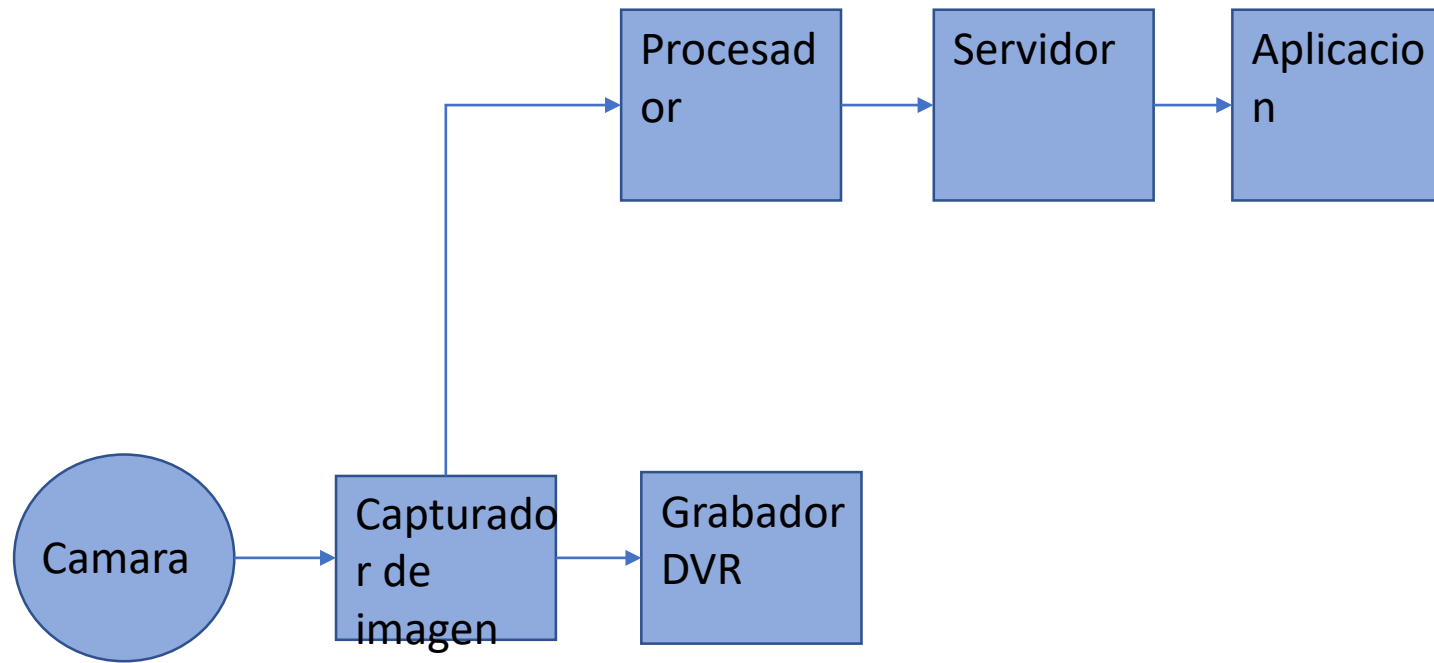 Procesad
or
Servidor
Aplicacio
n
Camara
Capturado
r de
imagen
Grabador
DVR